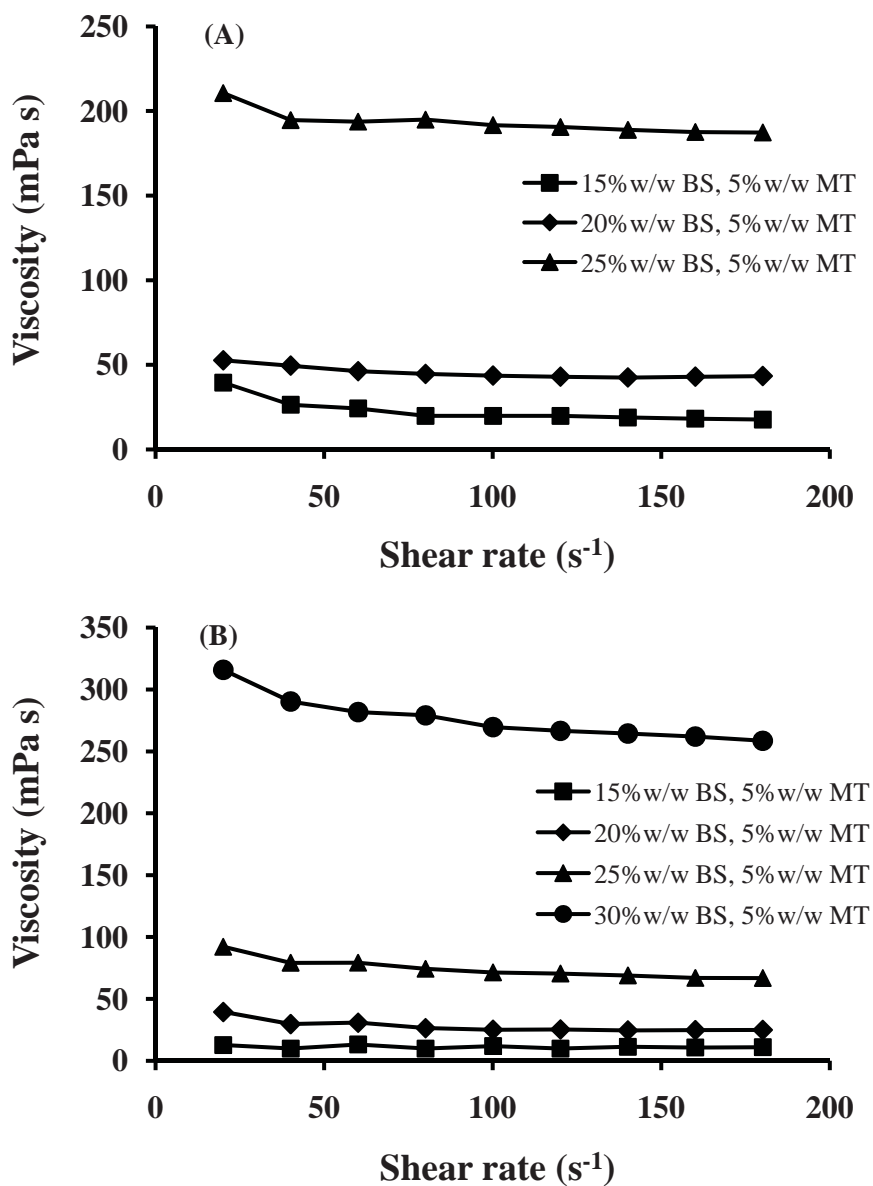 (A)
250
200
150
100
50
0
Viscosity (mPa s)
15%w/w BS, 5%w/w MT
20%w/w BS, 5%w/w MT
25%w/w BS, 5%w/w MT
0 50 100 150 200
Shear rate (s-1)
(B)
350
300
250
200
150
100
50
0
Viscosity (mPa s)
15%w/w BS, 5%w/w MT
20%w/w BS, 5%w/w MT
25%w/w BS, 5%w/w MT
30%w/w BS, 5%w/w MT
0 50 100 150 200
Shear rate (s-1)